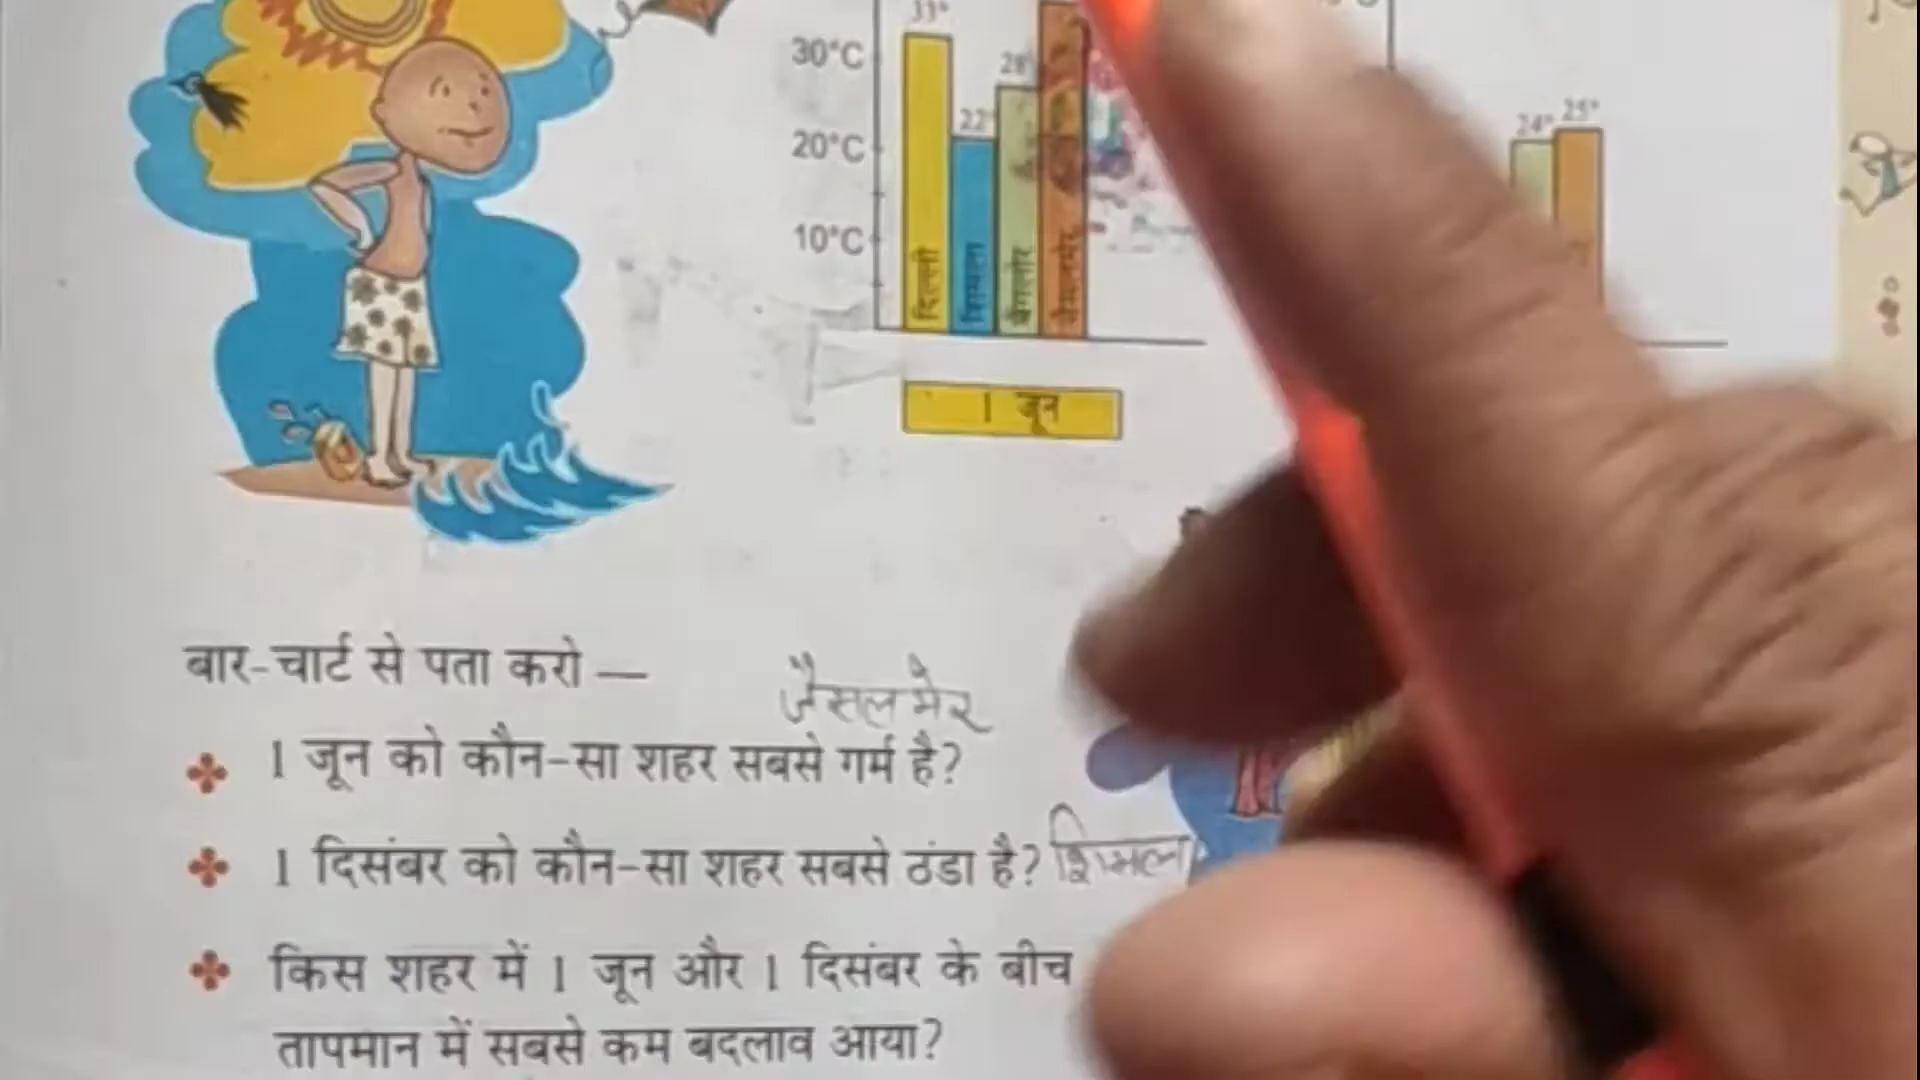 33°
30°C
28°
22°
20°C
24° 25°
10°C
दिल्ली
शिमला
बैंगलोर
जैसलमेर
1 जून
बार-चार्ट से पता करो —
जैसलमेर
1 जून को कौन-सा शहर सबसे गर्म है?
1 दिसंबर को कौन-सा शहर सबसे ठंडा है? शिमला
किस शहर में 1 जून और 1 दिसंबर के बीच
तापमान में सबसे कम बदलाव आया?